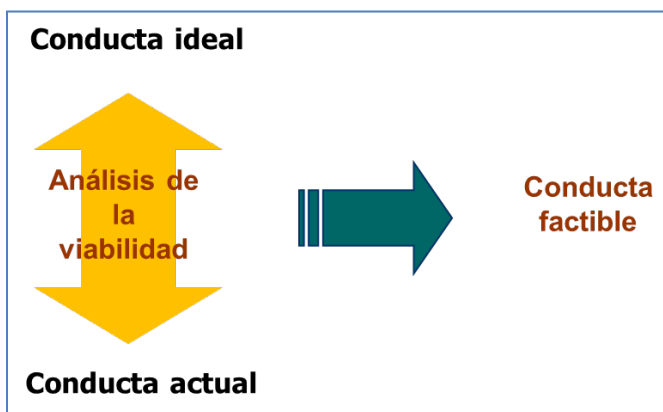 Conducta ideal
Análisis de
la
viabilidad
Conducta
factible
Conducta actual